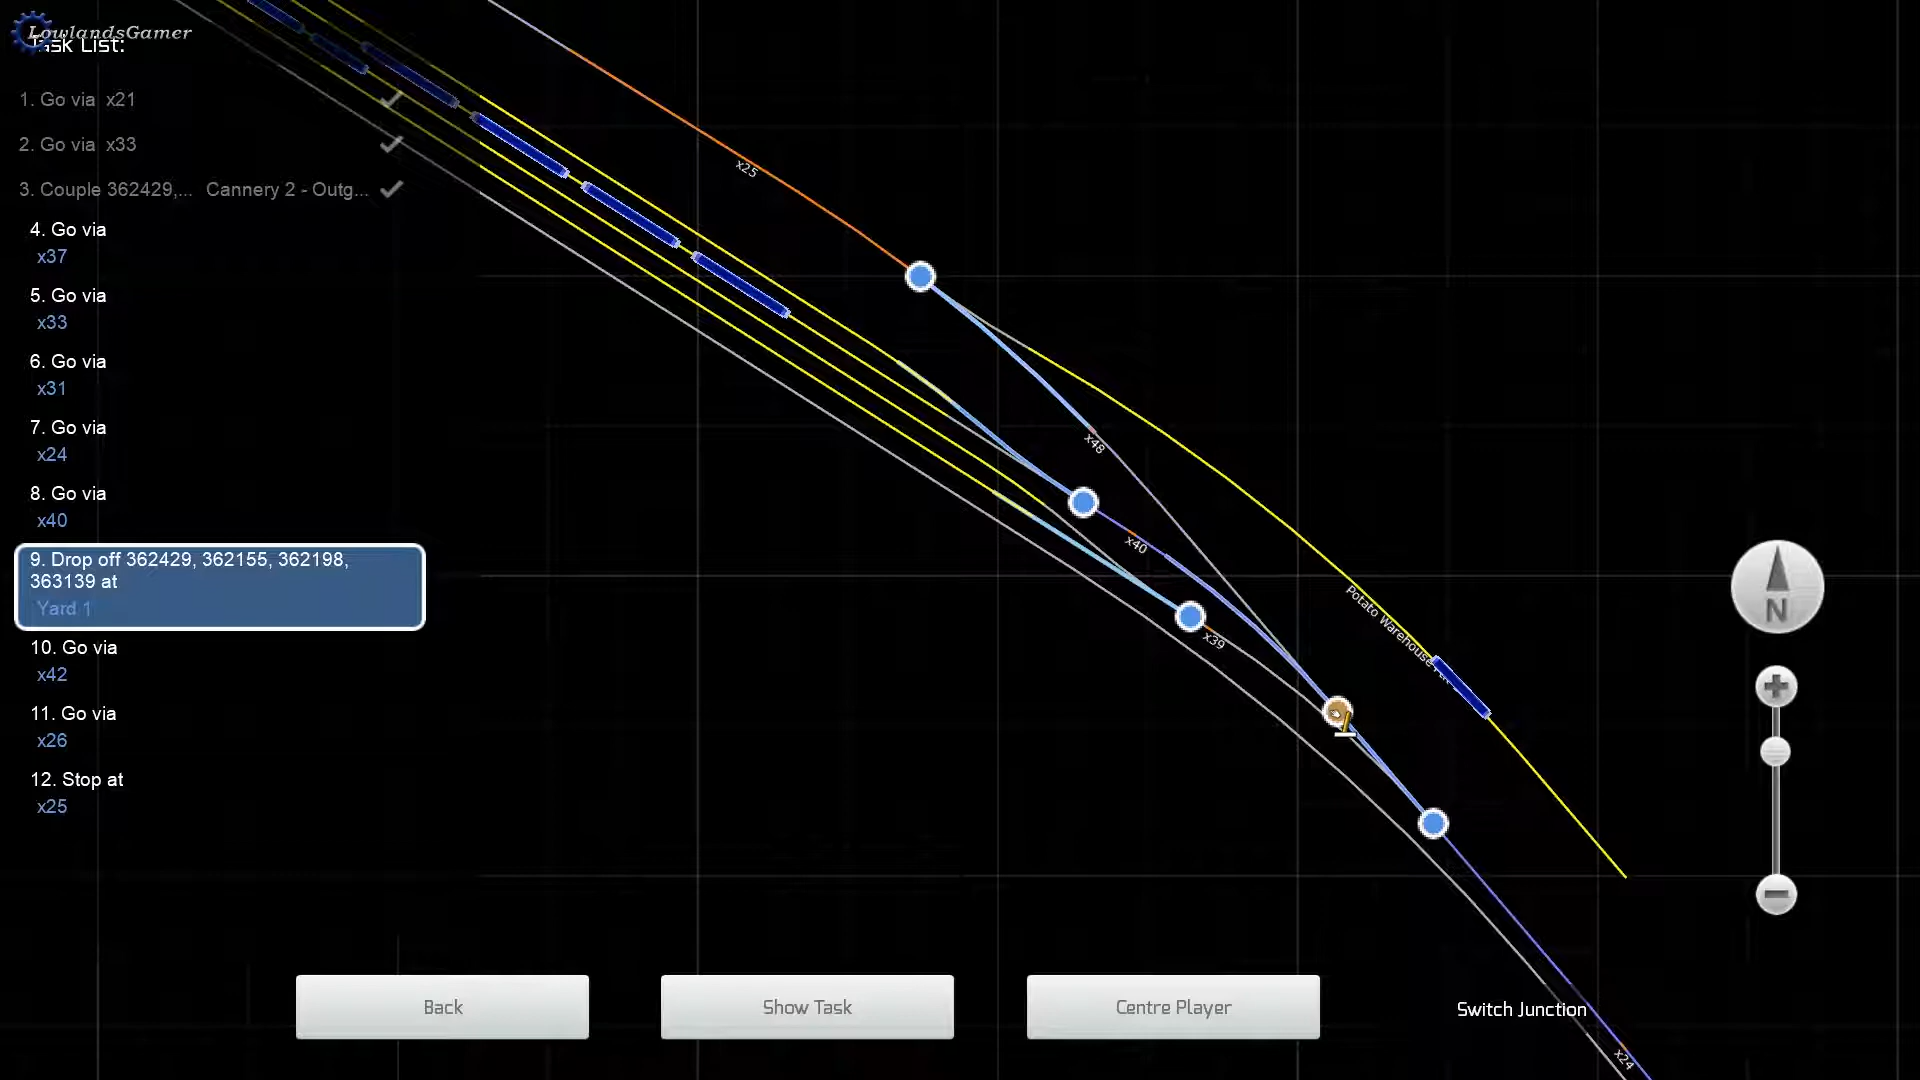 LowlandsGamer
Task List:
1. Go via x21
2. Go via x33
3. Couple 362429,... Cannery 2 - Outg...
4. Go via
x37
5. Go via
x33
6. Go via
x31
7. Go via
x24
8. Go via
x40
9. Drop off 362429, 362155, 362198,
363139 at
Yard 1
10. Go via
x42
11. Go via
x26
12. Stop at
x25
x25
x48
x40
x39
Potato Warehouse
x24
N
Back
Show Task
Centre Player
Switch Junction